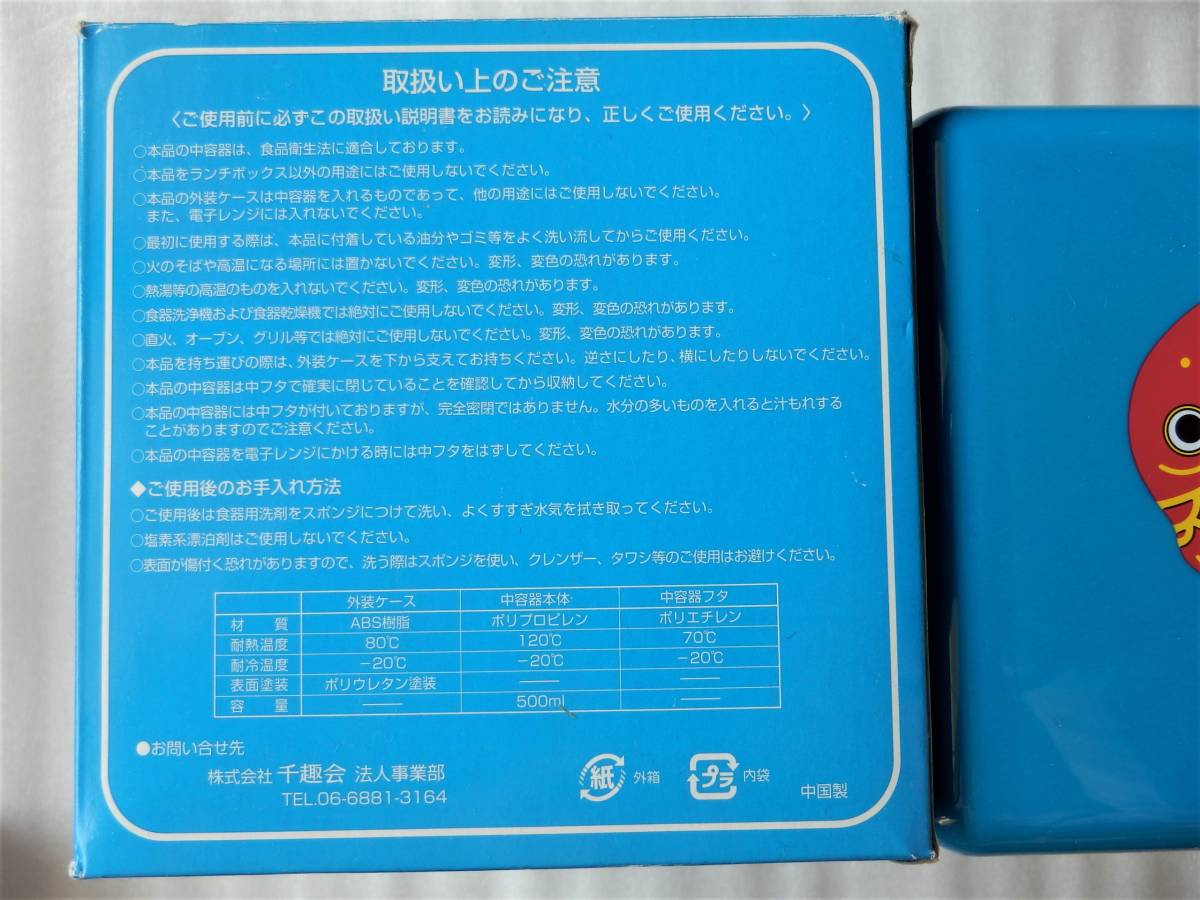 取扱い上のご注意
〈ご使用前に必ずこの取扱い説明書をお読みになり、正しくご使用ください。〉
○本品の中容器は、食品衛生法に適合しております。
○本品をランチボックス以外の用途にはご使用しないでください。
○本品の外装ケースは中容器を入れるものであって、他の用途にはご使用しないでください。
また、電子レンジには入れないでください。
○最初に使用する際は、本品に付着している油分やゴミ等をよく洗い流してからご使用ください。
○火のそばや高温になる場所には置かないでください。変形、変色の恐れがあります。
○熱湯等の高温のものを入れないでください。変形、変色の恐れがあります。
○食器洗浄機および食器乾燥機では絶対にご使用しないでください。変形、変色の恐れがあります。
○直火、オーブン、グリル等では絶対にご使用しないでください。変形、変色の恐れがあります。
○本品を持ち運びの際は、外装ケースを下から支えてお持ちください。逆さにしたり、横にしたりしないでください。
○本品の中容器は中フタで確実に閉じていることを確認してから収納してください。
○本品の中容器には中フタが付いておりますが、完全密閉ではありません。水分の多いものを入れると汁もれする
ことがありますのでご注意ください。
○本品の中容器を電子レンジにかける時には中フタをはずしてください。
◆ご使用後のお手入れ方法
○ご使用後は食器用洗剤をスポンジにつけて洗い、よくすすぎ水気を拭き取ってください。
○塩素系漂白剤はご使用しないでください。
○表面が傷付く恐れがありますので、洗う際はスポンジを使い、クレンザー、タワシ等のご使用はお避けください。
外装ケース 中容器本体 中容器フタ
材質 ABS樹脂 ポリプロピレン ポリエチレン
耐熱温度 80℃ 120℃ 70℃
耐冷温度 −20℃ −20℃ −20℃
表面塗装 ポリウレタン塗装 —— ——
容量 —— 500ml ——
●お問い合せ先
株式会社 千趣会 法人事業部
TEL.06-6881-3164
紙 外箱
プラ 内袋
中国製